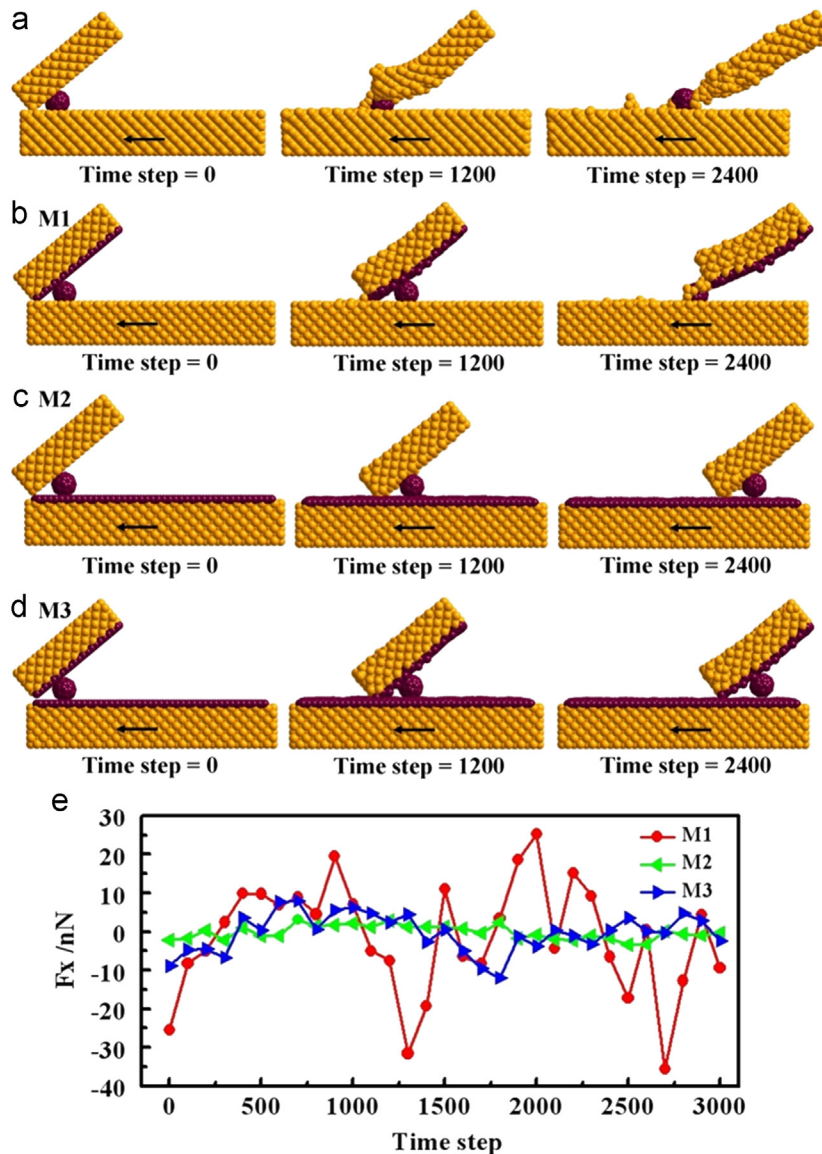 a
Time step = 0
Time step = 1200
Time step = 2400
b
M1
Time step = 0
Time step = 1200
Time step = 2400
c
M2
Time step = 0
Time step = 1200
Time step = 2400
d
M3
Time step = 0
Time step = 1200
Time step = 2400
e
30
20
10
0
-10
-20
-30
-40
Fx /nN
M1
M2
M3
0
500
1000
1500
2000
2500
3000
Time step